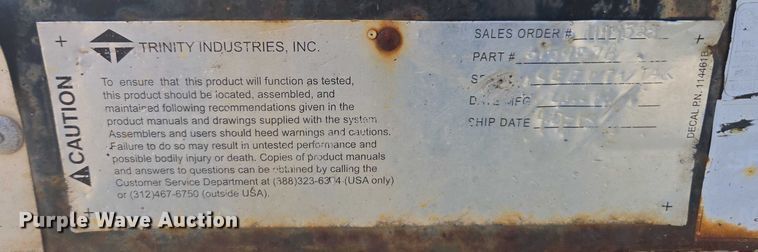 TRINITY INDUSTRIES, INC.
CAUTION
To ensure that this product will function as tested,
this product should be located, assembled, and
maintained following recommendations given in the
product manuals and drawings supplied with the system.
Assemblers and users should heed warnings and cautions.
Failure to do so may result in untested performance and
possible bodily injury or death. Copies of product manuals
and answers to questions can be obtained by calling the
Customer Service Department at (888)323-6374 (USA only)
or (312)467-6750 (outside USA).
SALES ORDER #
PART #
DATE MFG
SHIP DATE
DECAL P.N. 114461B
Purple Wave Auction